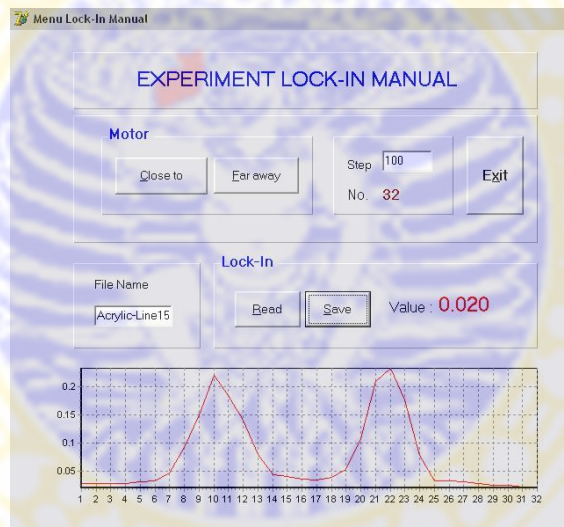 Menu Lock-In Manual
EXPERIMENT LOCK-IN MANUAL
Motor
Close to
Far away
Step 100
No. 32
Exit
Lock-In
File Name
Acrylic-Line15
Read
Save
Value : 0.020
0.2
0.15
0.1
0.05
1 2 3 4 5 6 7 8 9 10 11 12 13 14 15 16 17 18 19 20 21 22 23 24 25 26 27 28 29 30 31 32